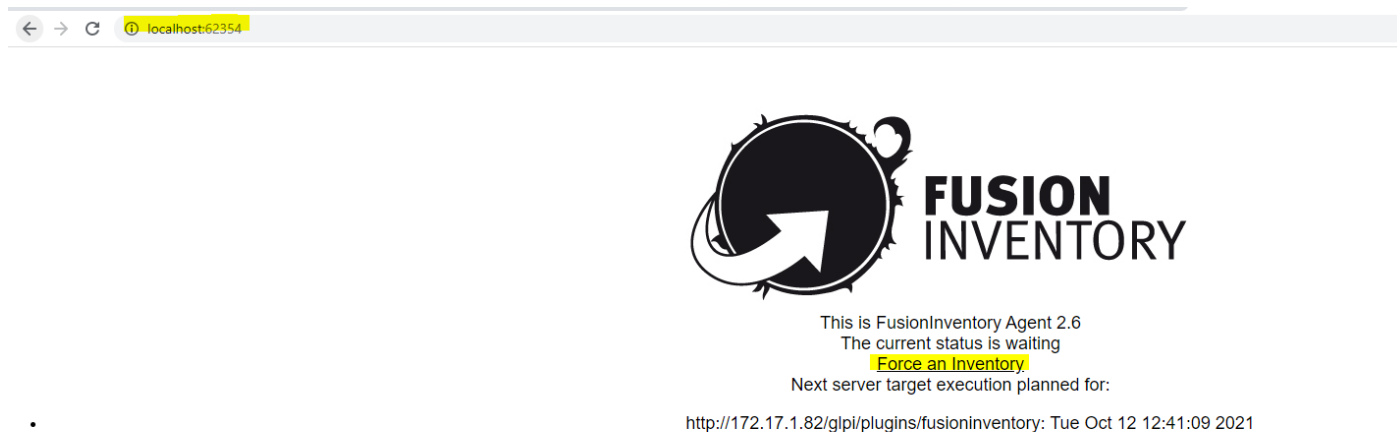 localhost:62354
FUSION
INVENTORY
This is FusionInventory Agent 2.6
The current status is waiting
Force an Inventory
Next server target execution planned for:
• http://172.17.1.82/glpi/plugins/fusioninventory: Tue Oct 12 12:41:09 2021